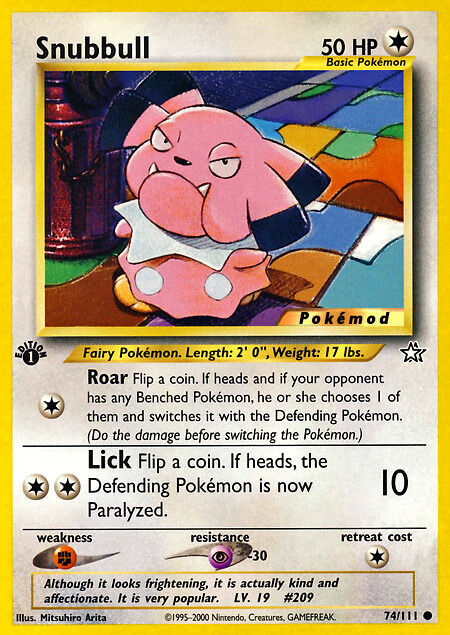 Snubbull
50 HP
Basic Pokémon
Pokémod
EDITION
1
Fairy Pokémon. Length: 2' 0", Weight: 17 lbs.
Roar Flip a coin. If heads and if your opponent
has any Benched Pokémon, he or she chooses 1 of
them and switches it with the Defending Pokémon.
(Do the damage before switching the Pokémon.)
Lick Flip a coin. If heads, the
Defending Pokémon is now
Paralyzed.
10
weakness
resistance
retreat cost
-30
Although it looks frightening, it is actually kind and
affectionate. It is very popular. LV. 19 #209
Illus. Mitsuhiro Arita
©1995-2000 Nintendo, Creatures, GAMEFREAK.
74/111